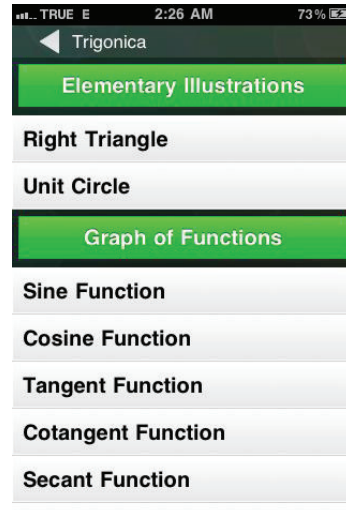 TRUE E 2:26 AM 73%
Trigonica
Elementary Illustrations
Right Triangle
Unit Circle
Graph of Functions
Sine Function
Cosine Function
Tangent Function
Cotangent Function
Secant Function